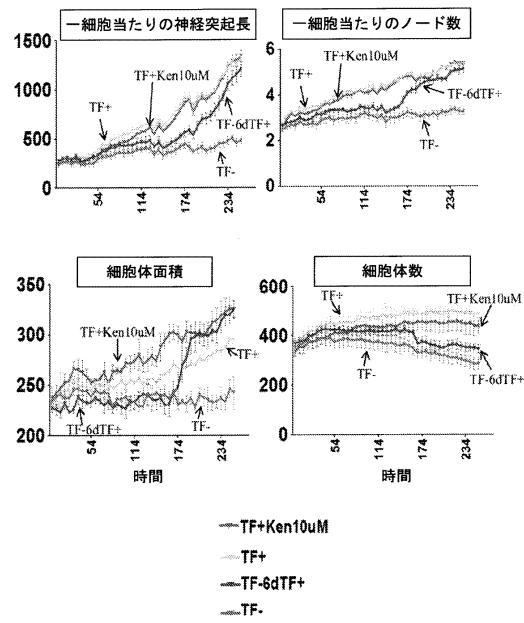 一細胞当たりの神経突起長
1500
1000
500
0
TF+
TF+Ken10uM
TF-6dTF+
TF-
54
114
174
234
一細胞当たりのノード数
6
4
2
0
TF+
TF+Ken10uM
TF-6dTF+
TF-
54
114
174
234
細胞体面積
350
300
250
200
TF+Ken10uM
TF+
TF-6dTF+
TF-
54
114
174
234
時間
細胞体数
600
400
200
0
TF+
TF+Ken10uM
TF-
TF-6dTF+
54
114
174
234
時間
TF+Ken10uM
TF+
TF-6dTF+
TF-